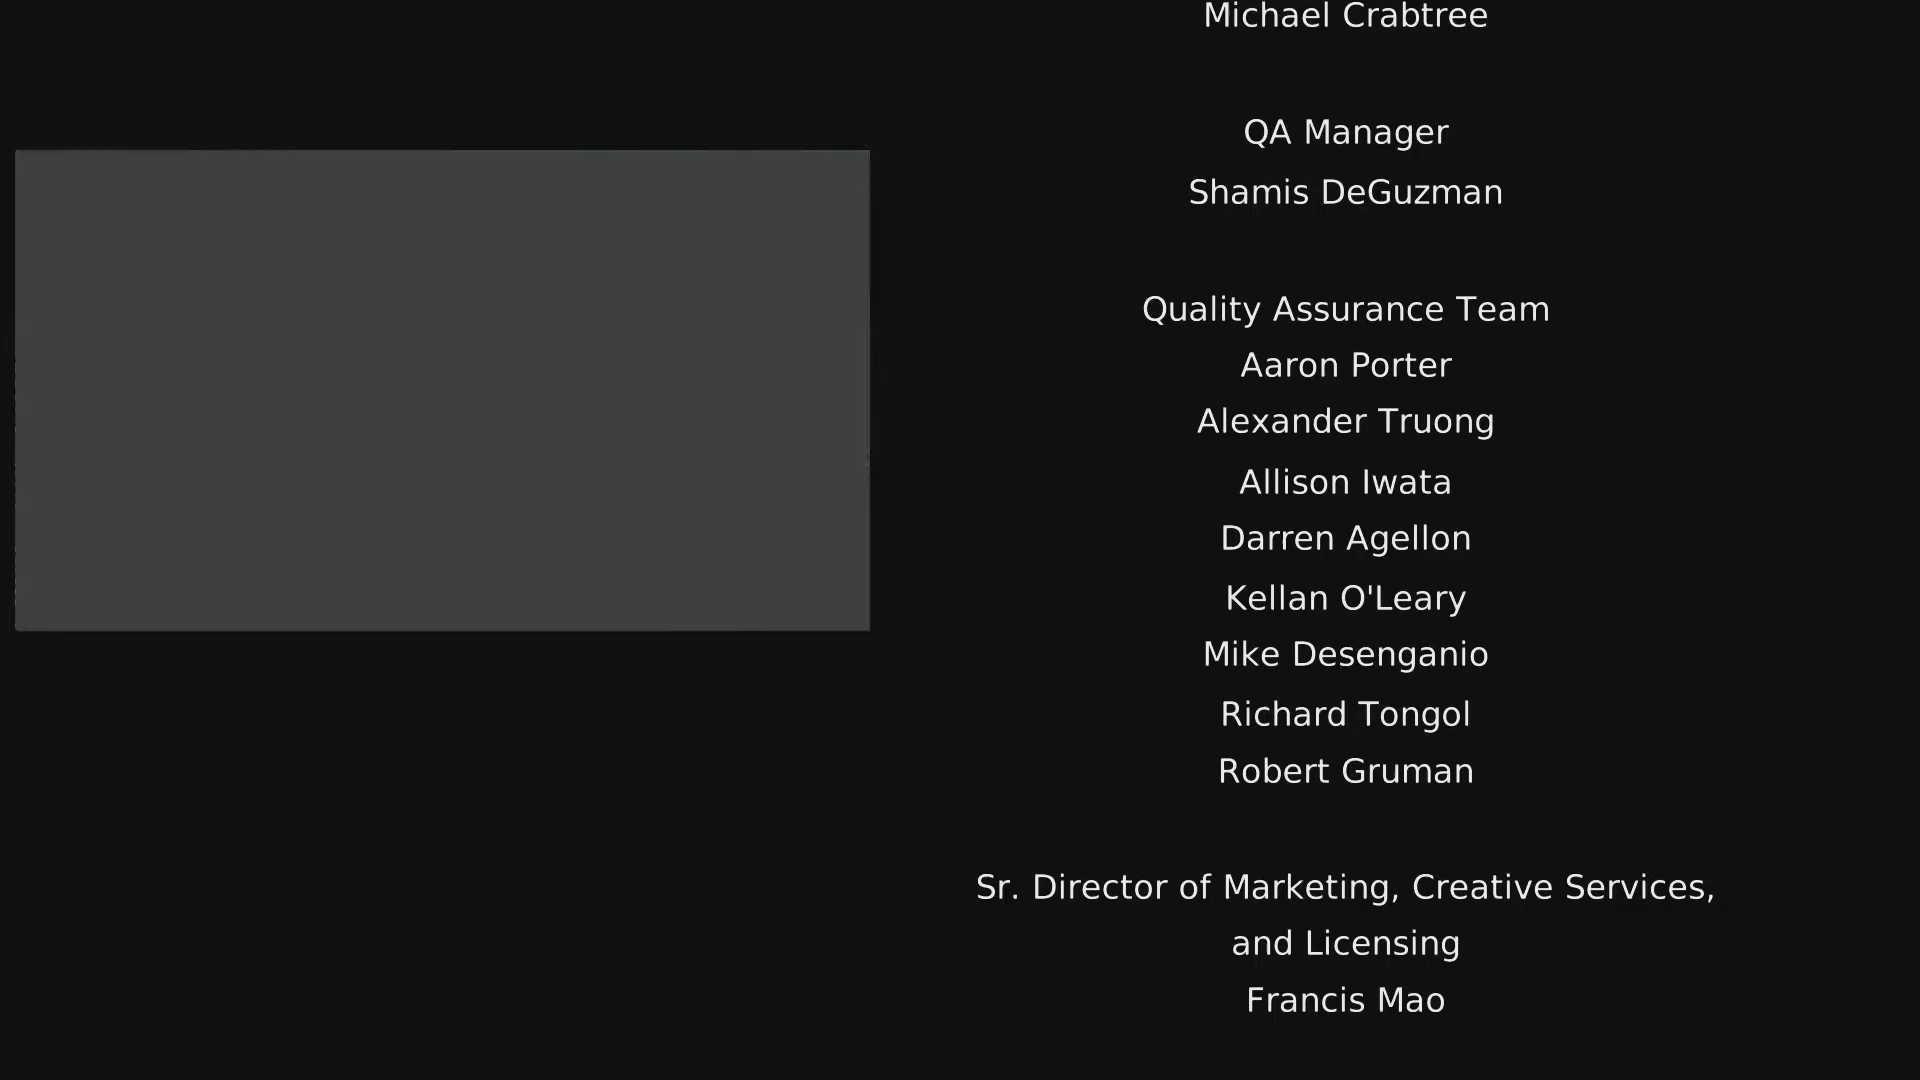 Michael Crabtree
QA Manager
Shamis DeGuzman
Quality Assurance Team
Aaron Porter
Alexander Truong
Allison Iwata
Darren Agellon
Kellan O'Leary
Mike Desenganio
Richard Tongol
Robert Gruman
Sr. Director of Marketing, Creative Services,
and Licensing
Francis Mao